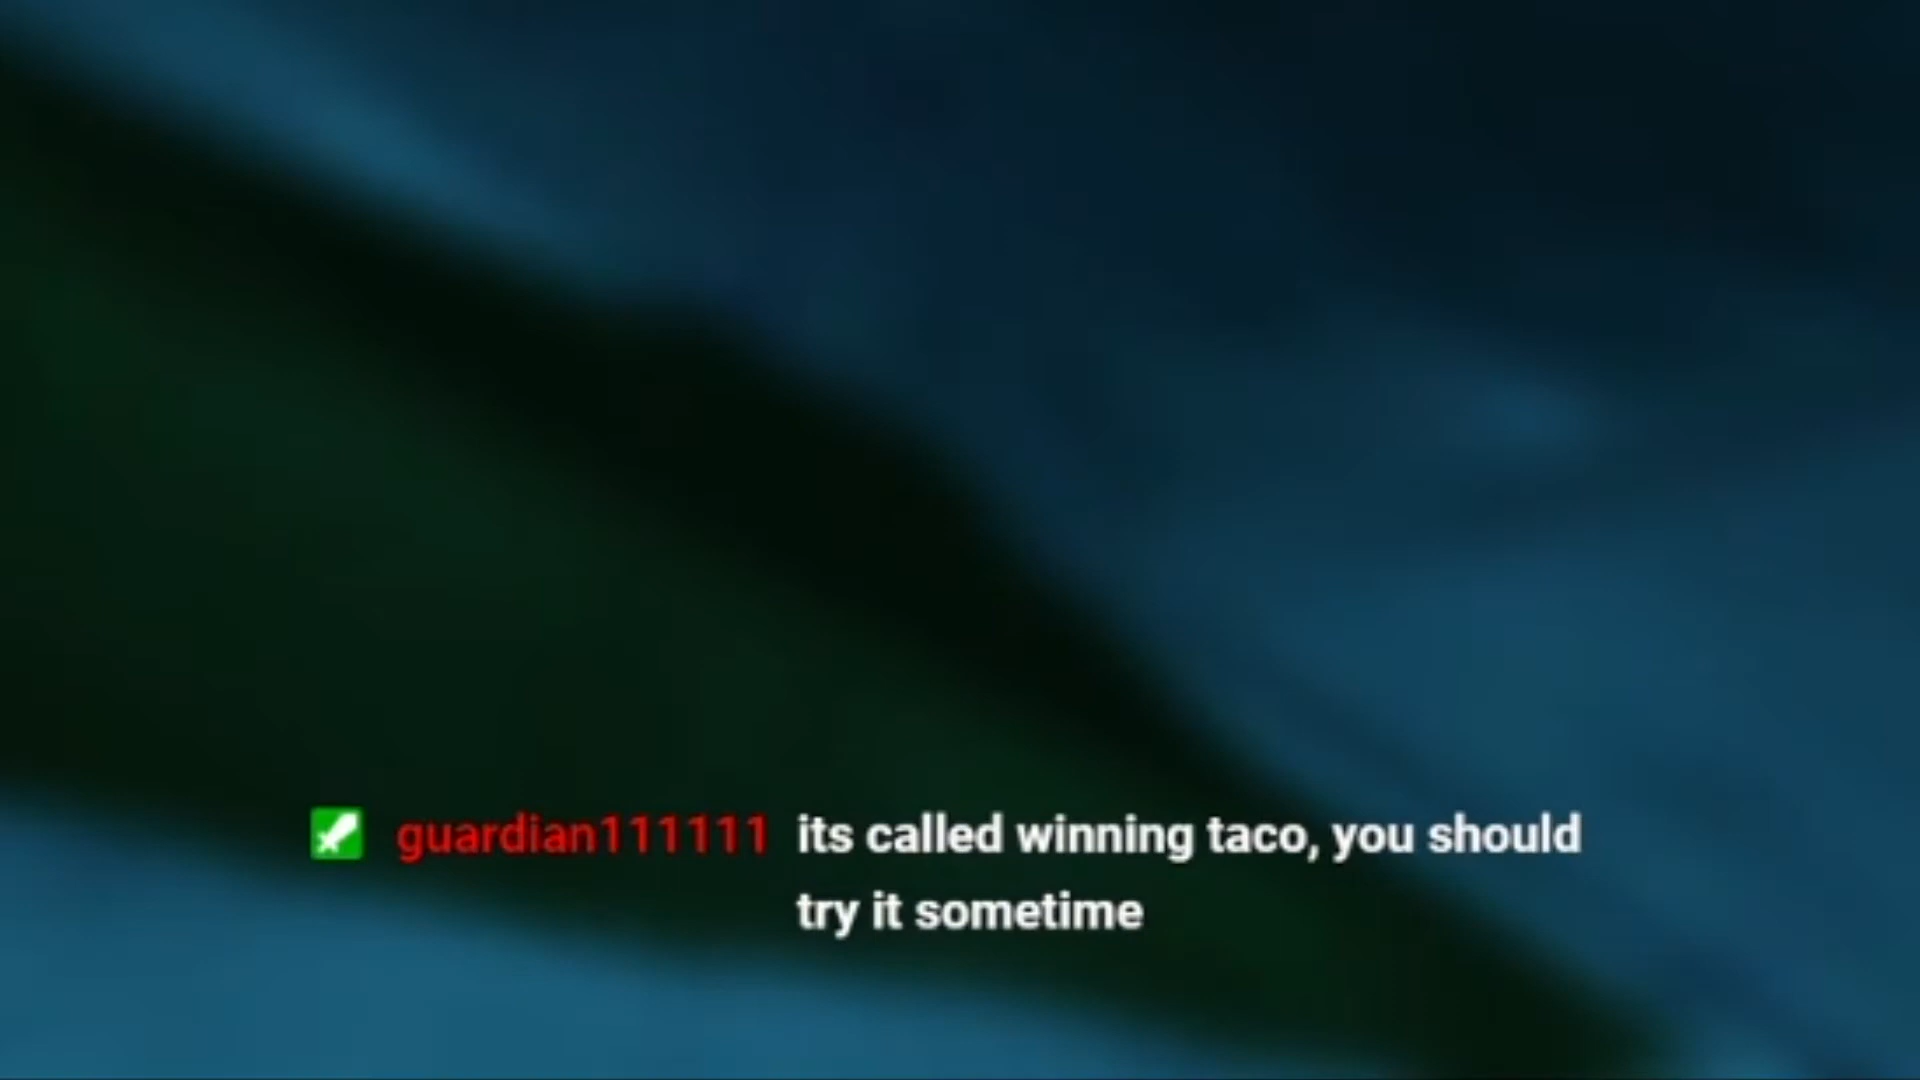 guardian111111 its called winning taco, you should
try it sometime